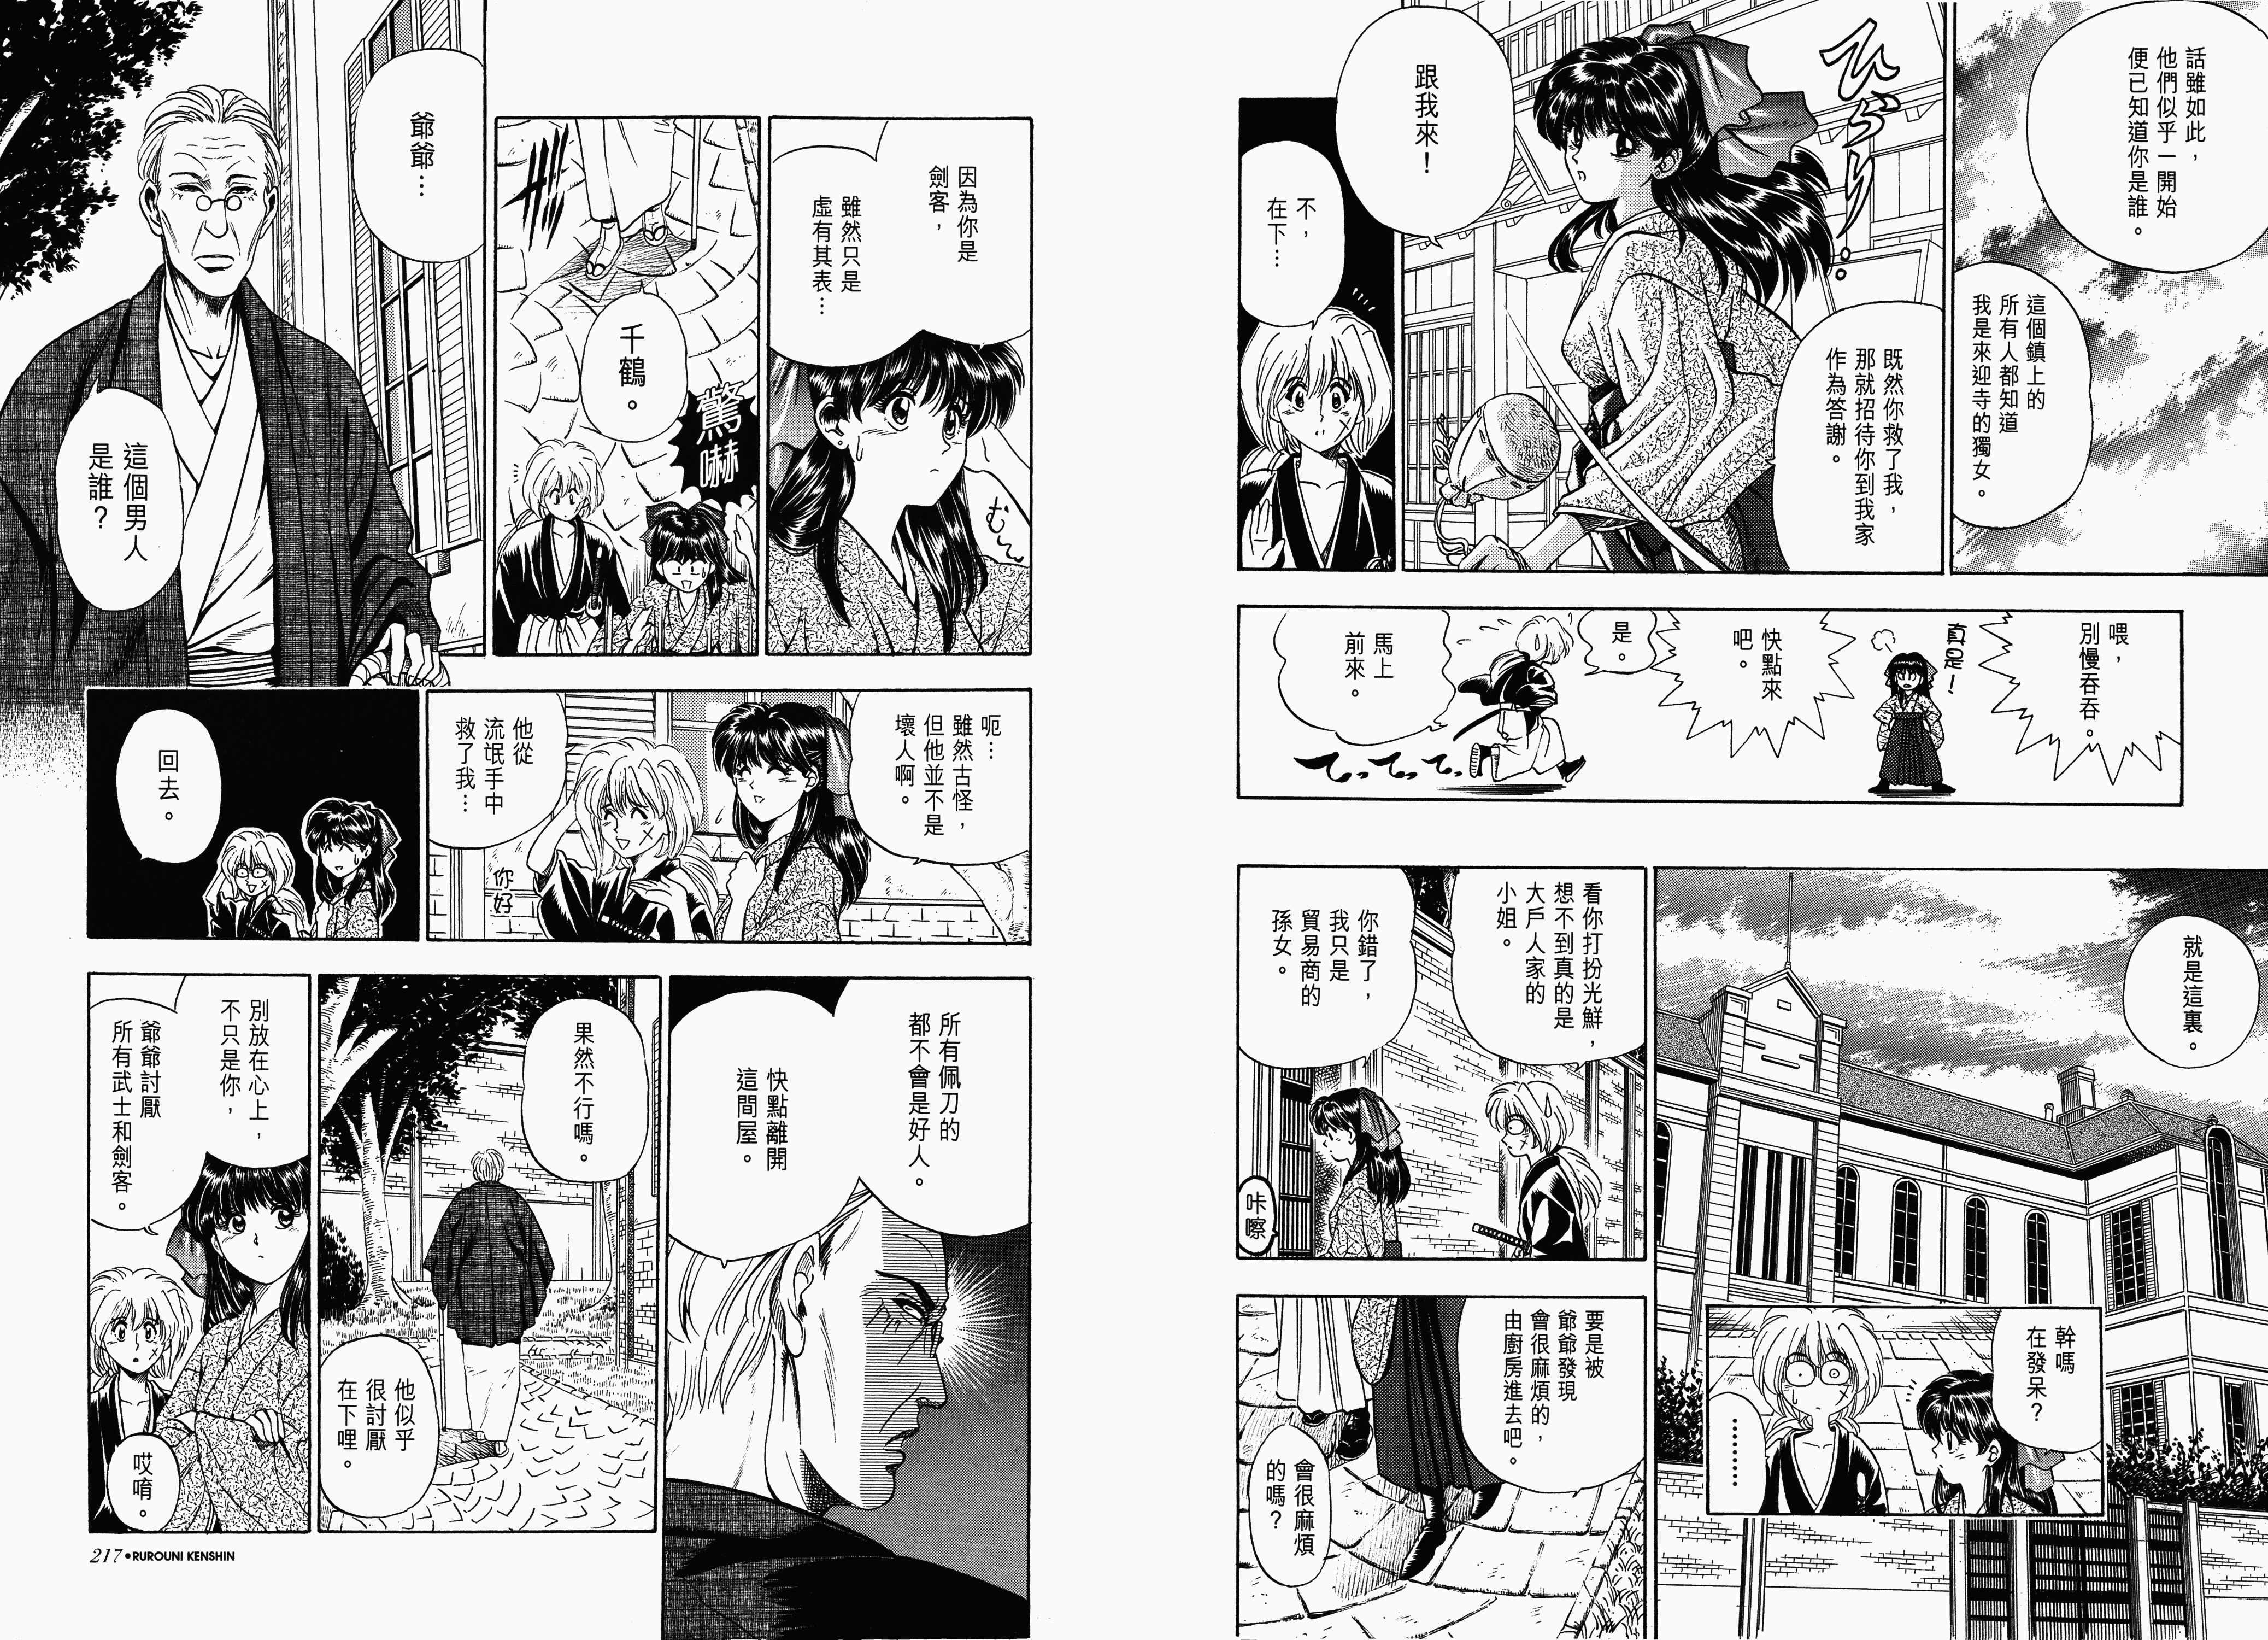 話雖如此，
他們似乎一開始
便已知道你是誰。
這個鎮上的
所有人都知道
我是來迎寺的獨女。
ひらり…
既然你救了我，
那就招待你到我家
作為答謝。
跟我來！
不，
在下…
喂，
別慢吞吞。
真是！
快點來
吧。
是。
馬上
前來。
てってってっ
就是這裏。
幹嗎
在發呆？
………
看你打扮光鮮，
想不到真的是
大戶人家的
小姐。
你錯了，
我只是
貿易商的
孫女。
咔嚓
要是被
爺爺發現
會很麻煩的，
由廚房進去吧。
會很麻煩
的嗎？
因為你是
劍客，
雖然只是
虛有其表…
む～
千鶴。
驚嚇
爺爺…
這個男人
是誰？
呃…
雖然古怪，
但他並不是
壞人啊。
他從
流氓手中
救了我…
你好
回去。
所有佩刀的
都不會是好人。
快點離開
這間屋。
果然不行嗎。
他似乎
很討厭
在下哩。
別放在心上，
不只是你，
爺爺討厭
所有武士和劍客。
哎唷。
217•RUROUNI KENSHIN